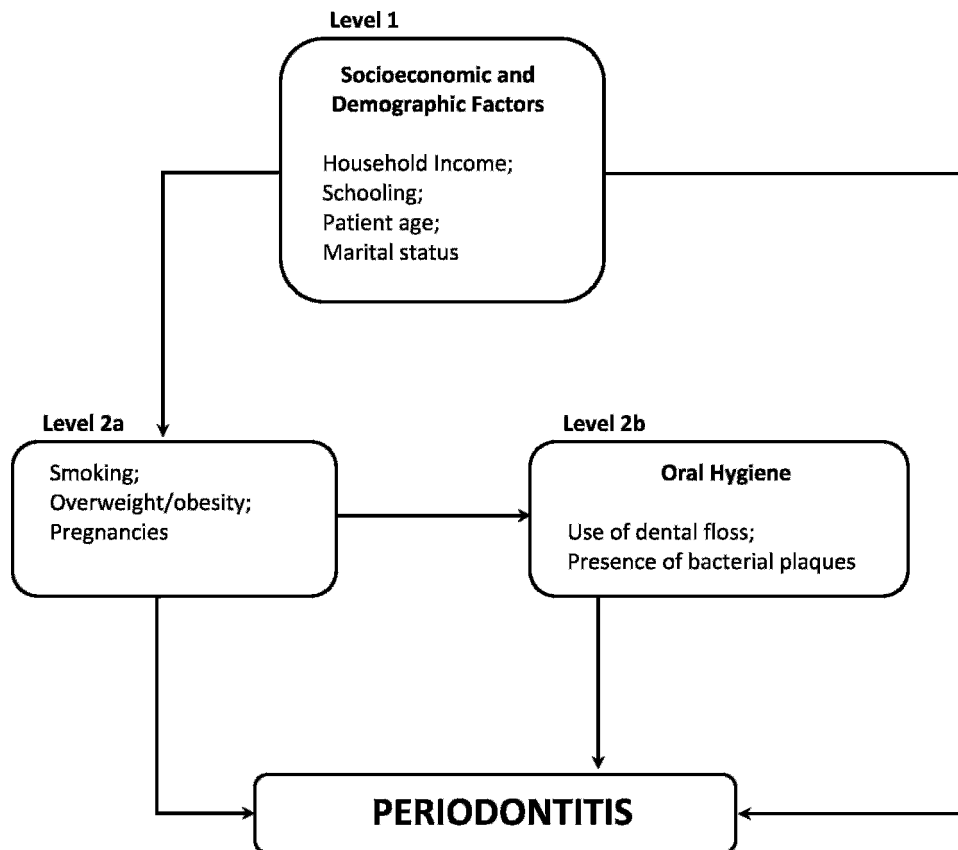 Level 1
Socioeconomic and
Demographic Factors
Household Income;
Schooling;
Patient age;
Marital status
Level 2a
Smoking;
Overweight/obesity;
Pregnancies
Level 2b
Oral Hygiene
Use of dental floss;
Presence of bacterial plaques
PERIODONTITIS